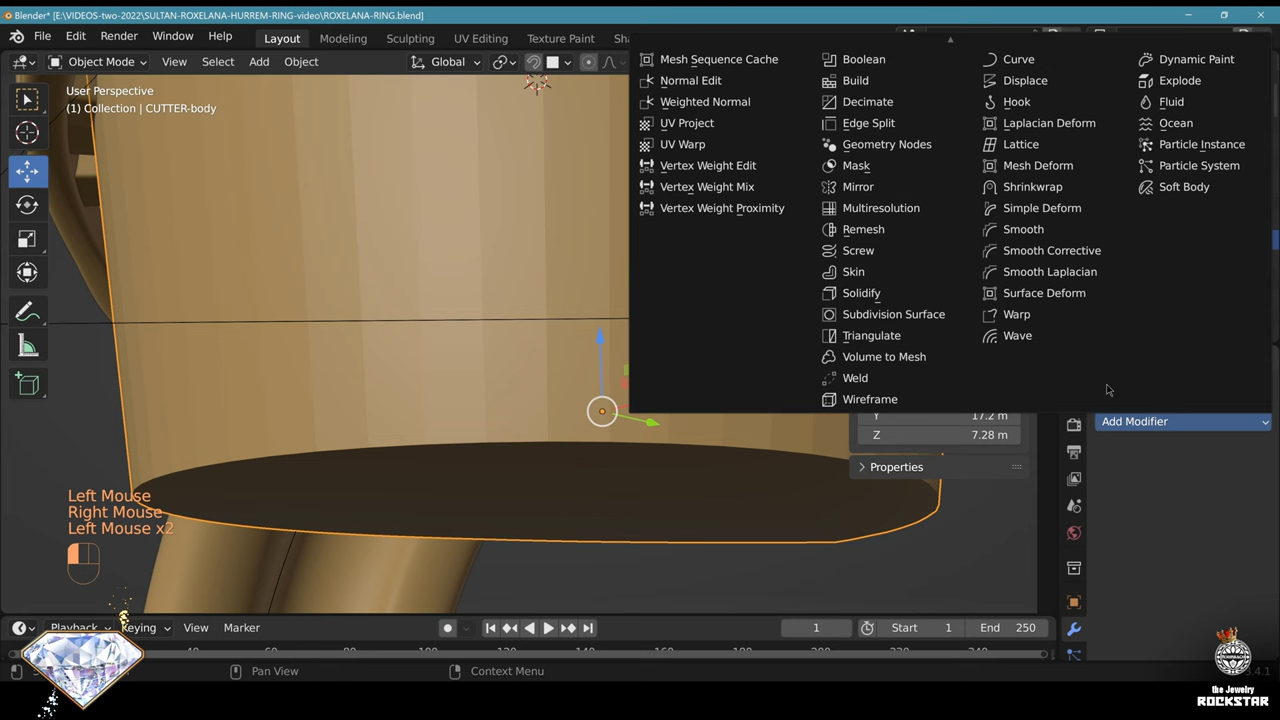 Blender* [E:\VIDEOS-two-2022\SULTAN-ROXELANA-HURREM-RING-video\ROXELANA-RING.blend]
File Edit Render Window Help Layout Modeling Sculpting UV Editing Texture Paint
Object Mode View Select Add Object Global
User Perspective
(1) Collection | CUTTER-body
Mesh Sequence Cache Boolean Curve Dynamic Paint
Normal Edit Build Displace Explode
Weighted Normal Decimate Hook Fluid
UV Project Edge Split Laplacian Deform Ocean
UV Warp Geometry Nodes Lattice Particle Instance
Vertex Weight Edit Mask Mesh Deform Particle System
Vertex Weight Mix Mirror Shrinkwrap Soft Body
Vertex Weight Proximity Multiresolution Simple Deform
Remesh Smooth
Screw Smooth Corrective
Skin Smooth Laplacian
Solidify Surface Deform
Subdivision Surface Warp
Triangulate Wave
Volume to Mesh
Weld
Wireframe
Y 17.2 m
Add Modifier
Z 7.28 m
Properties
Left Mouse
Right Mouse
Left Mouse x2
Playback Keying View Marker 1 Start 1 End 250
Pan View Context Menu
the Jewelry
ROCKSTAR